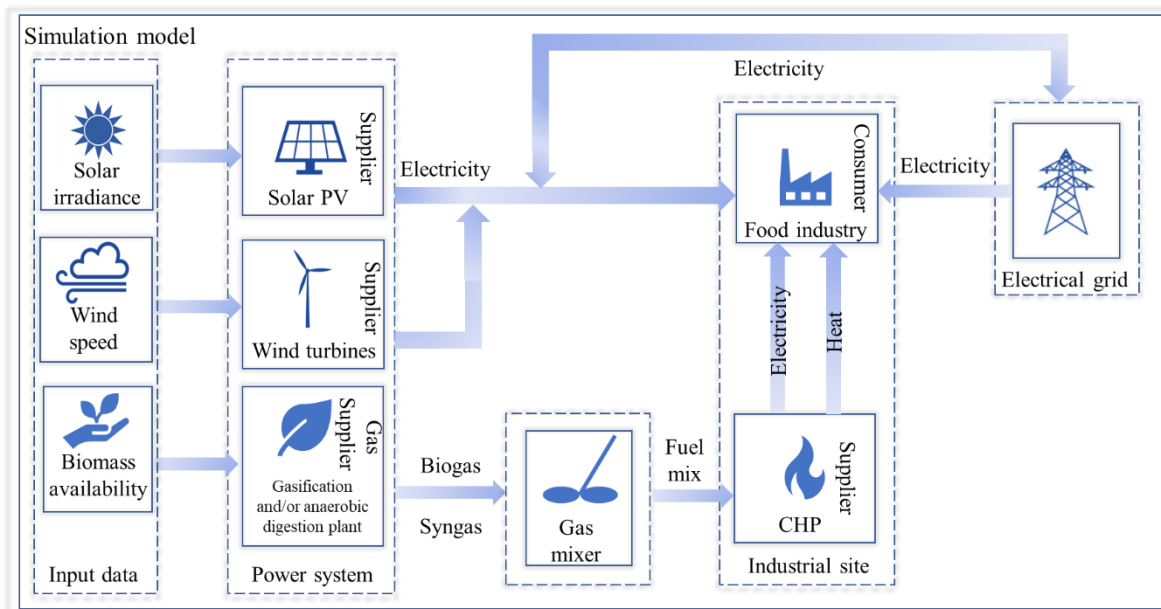 Simulation model
Solar
irradiance
Wind
speed
Biomass
availability
Input data
Supplier
Solar PV
Supplier
Wind turbines
Gas
Supplier
Gasification
and/or anaerobic
digestion plant
Power system
Electricity
Biogas
Syngas
Gas
mixer
Fuel
mix
Electricity
Consumer
Food industry
Electricity
Heat
Supplier
CHP
Industrial site
Electricity
Electrical grid